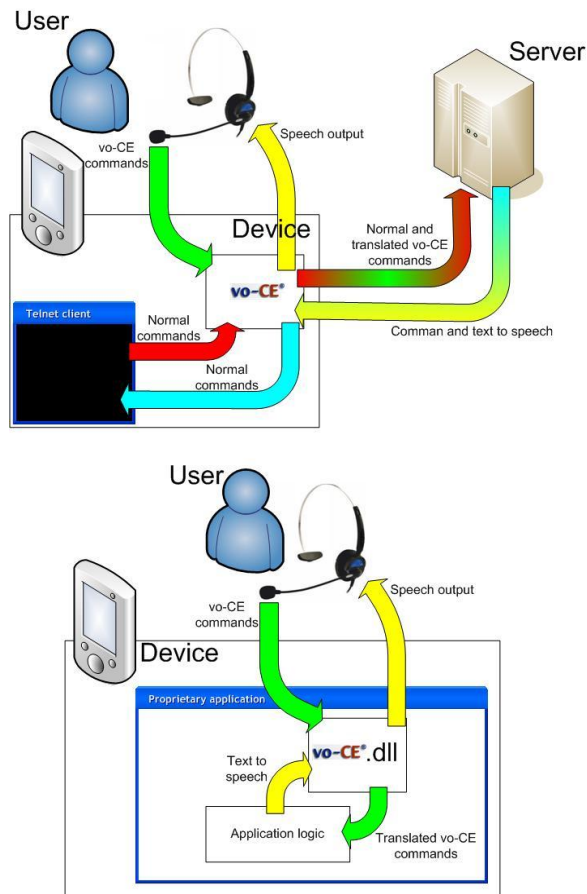 User
Server
vo-CE
commands
Speech output
Device
Normal and
translated vo-CE
commands
vo-CE®
Telnet client
Normal
commands
Comman and text to speech
Normal
commands
User
vo-CE
commands
Speech output
Device
Proprietary application
vo-CE®.dll
Text to
speech
Application logic
Translated vo-CE
commands